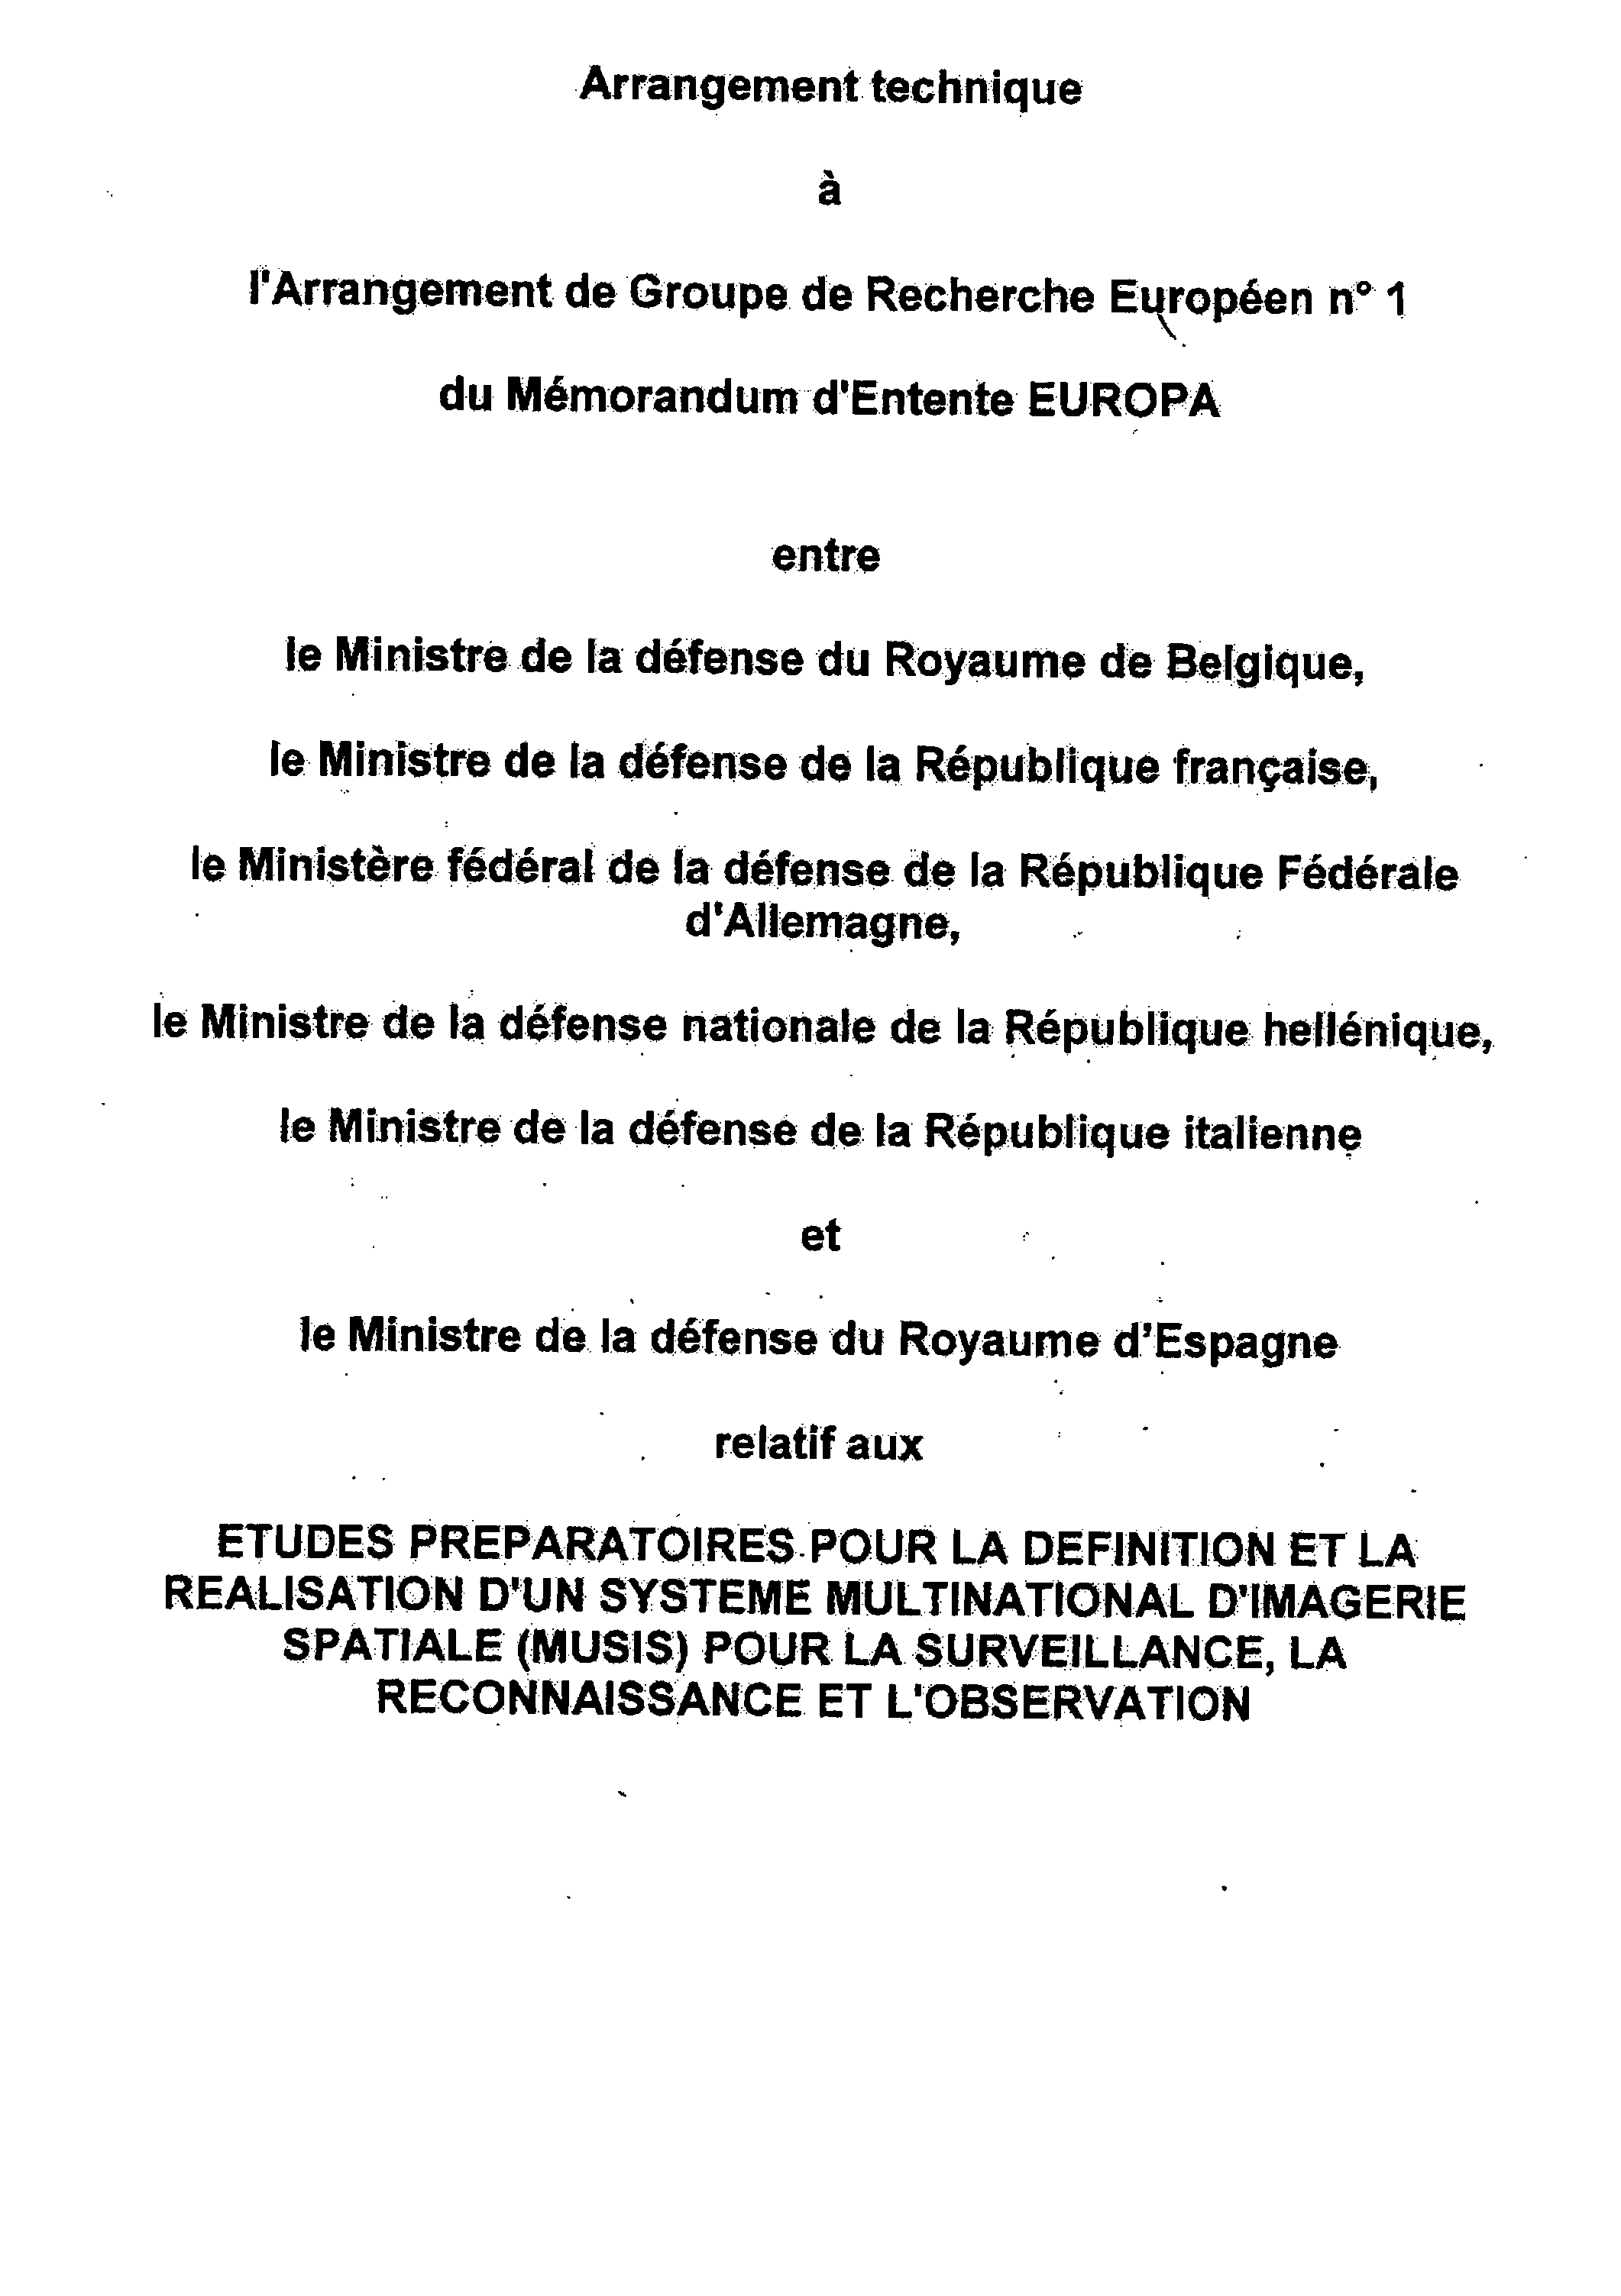 Arrangement technique
à
l'Arrangement de Groupe de Recherche Européen n° 1
du Mémorandum d'Entente EUROPA
entre
le Ministre de la défense du Royaume de Belgique,
le Ministre de la défense de la République française,
le Ministère fédéral de la défense de la République Fédérale
d'Allemagne,
le Ministre de la défense nationale de la République hellénique,
le Ministre de la défense de la République italienne
et
le Ministre de la défense du Royaume d'Espagne
relatif aux
ETUDES PREPARATOIRES POUR LA DEFINITION ET LA
REALISATION D'UN SYSTEME MULTINATIONAL D'IMAGERIE
SPATIALE (MUSIS) POUR LA SURVEILLANCE, LA
RECONNAISSANCE ET L'OBSERVATION